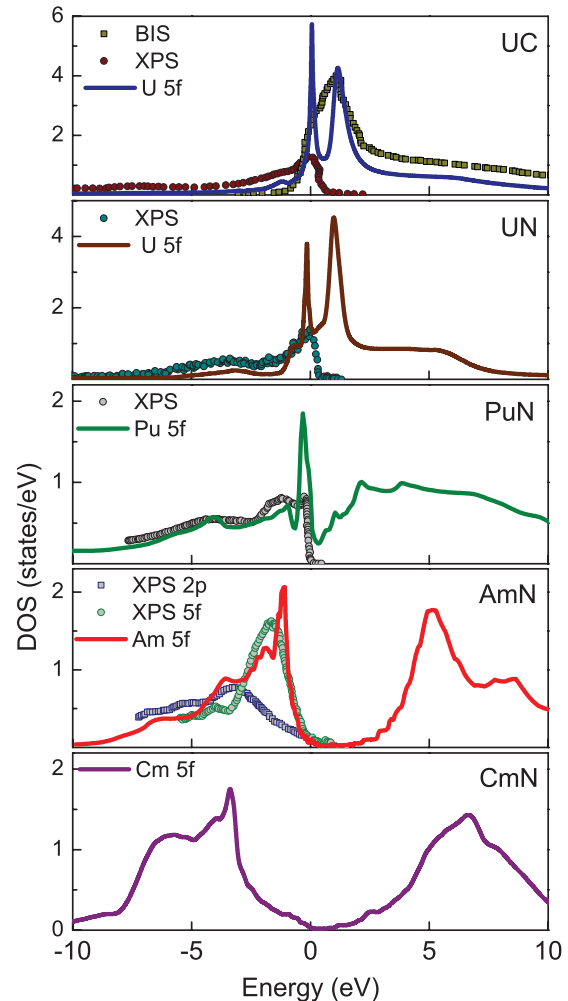 6
BIS
UC
XPS
U 5f
4
2
XPS
UN
U 5f
4
2
2
XPS
PuN
Pu 5f
1
DOS (states/eV)
2
XPS 2p
AmN
XPS 5f
Am 5f
1
2
Cm 5f
CmN
1
0
-10 -5 0 5 10
Energy (eV)